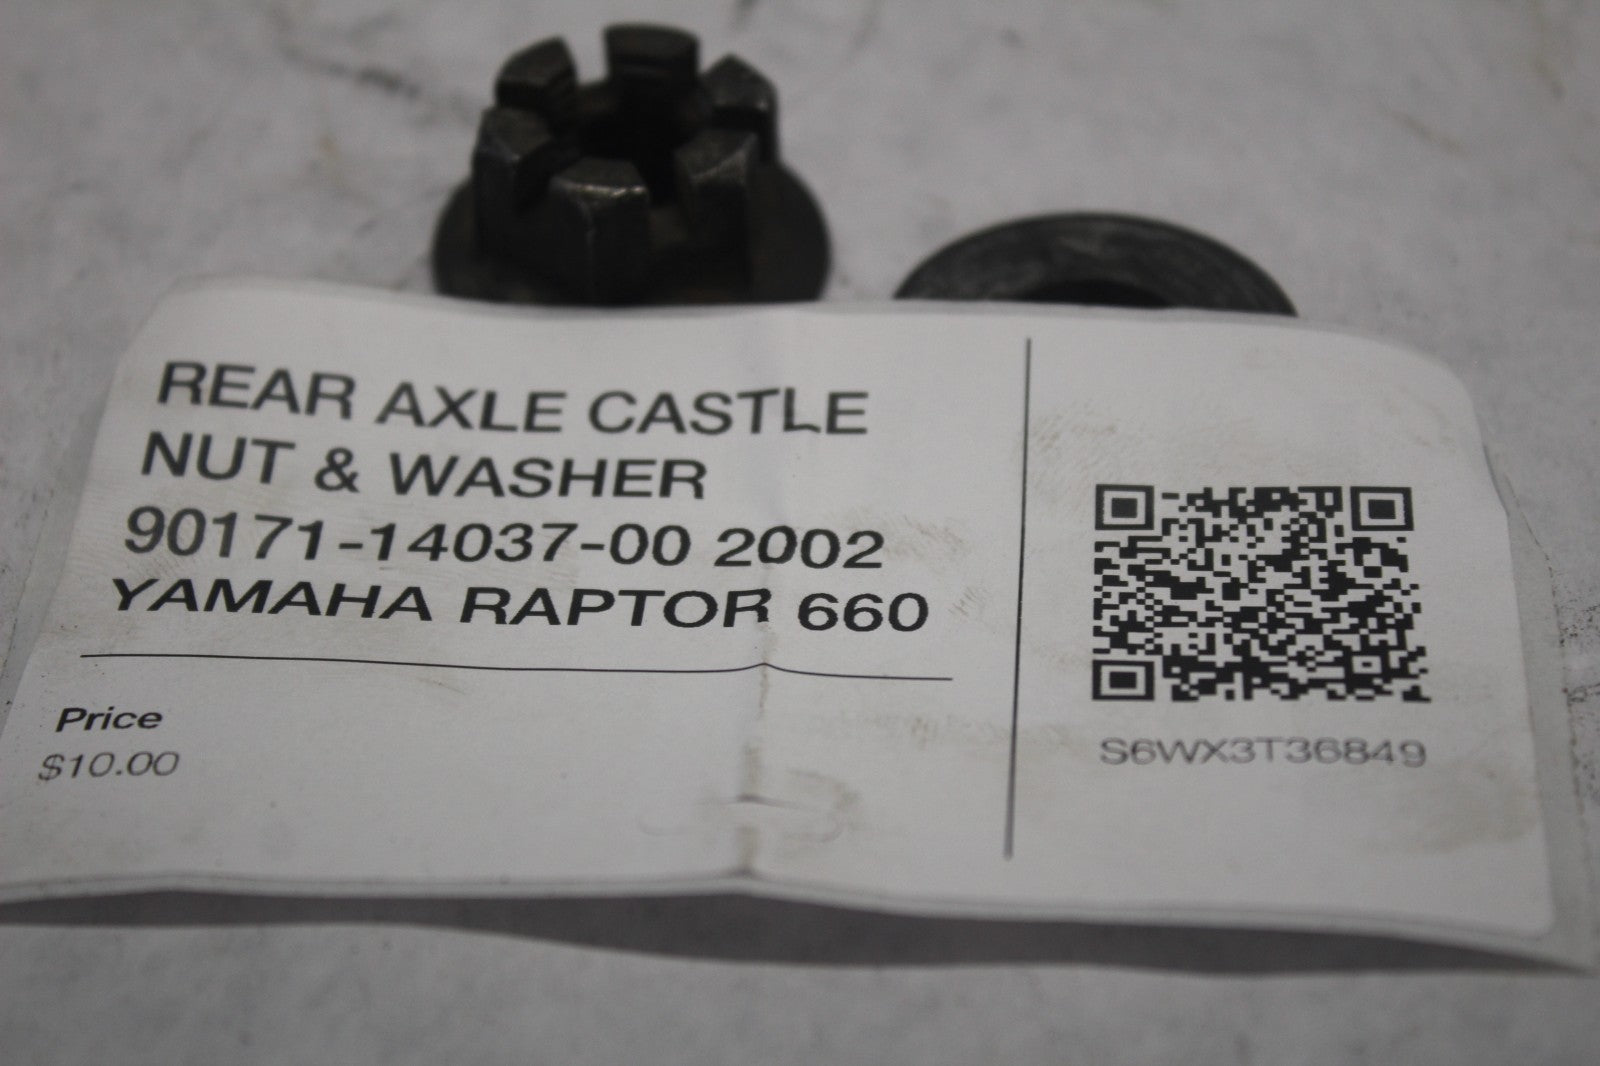 REAR AXLE CASTLE
NUT & WASHER
90171-14037-00 2002
YAMAHA RAPTOR 660
Price
$10.00
S6WX3T36849